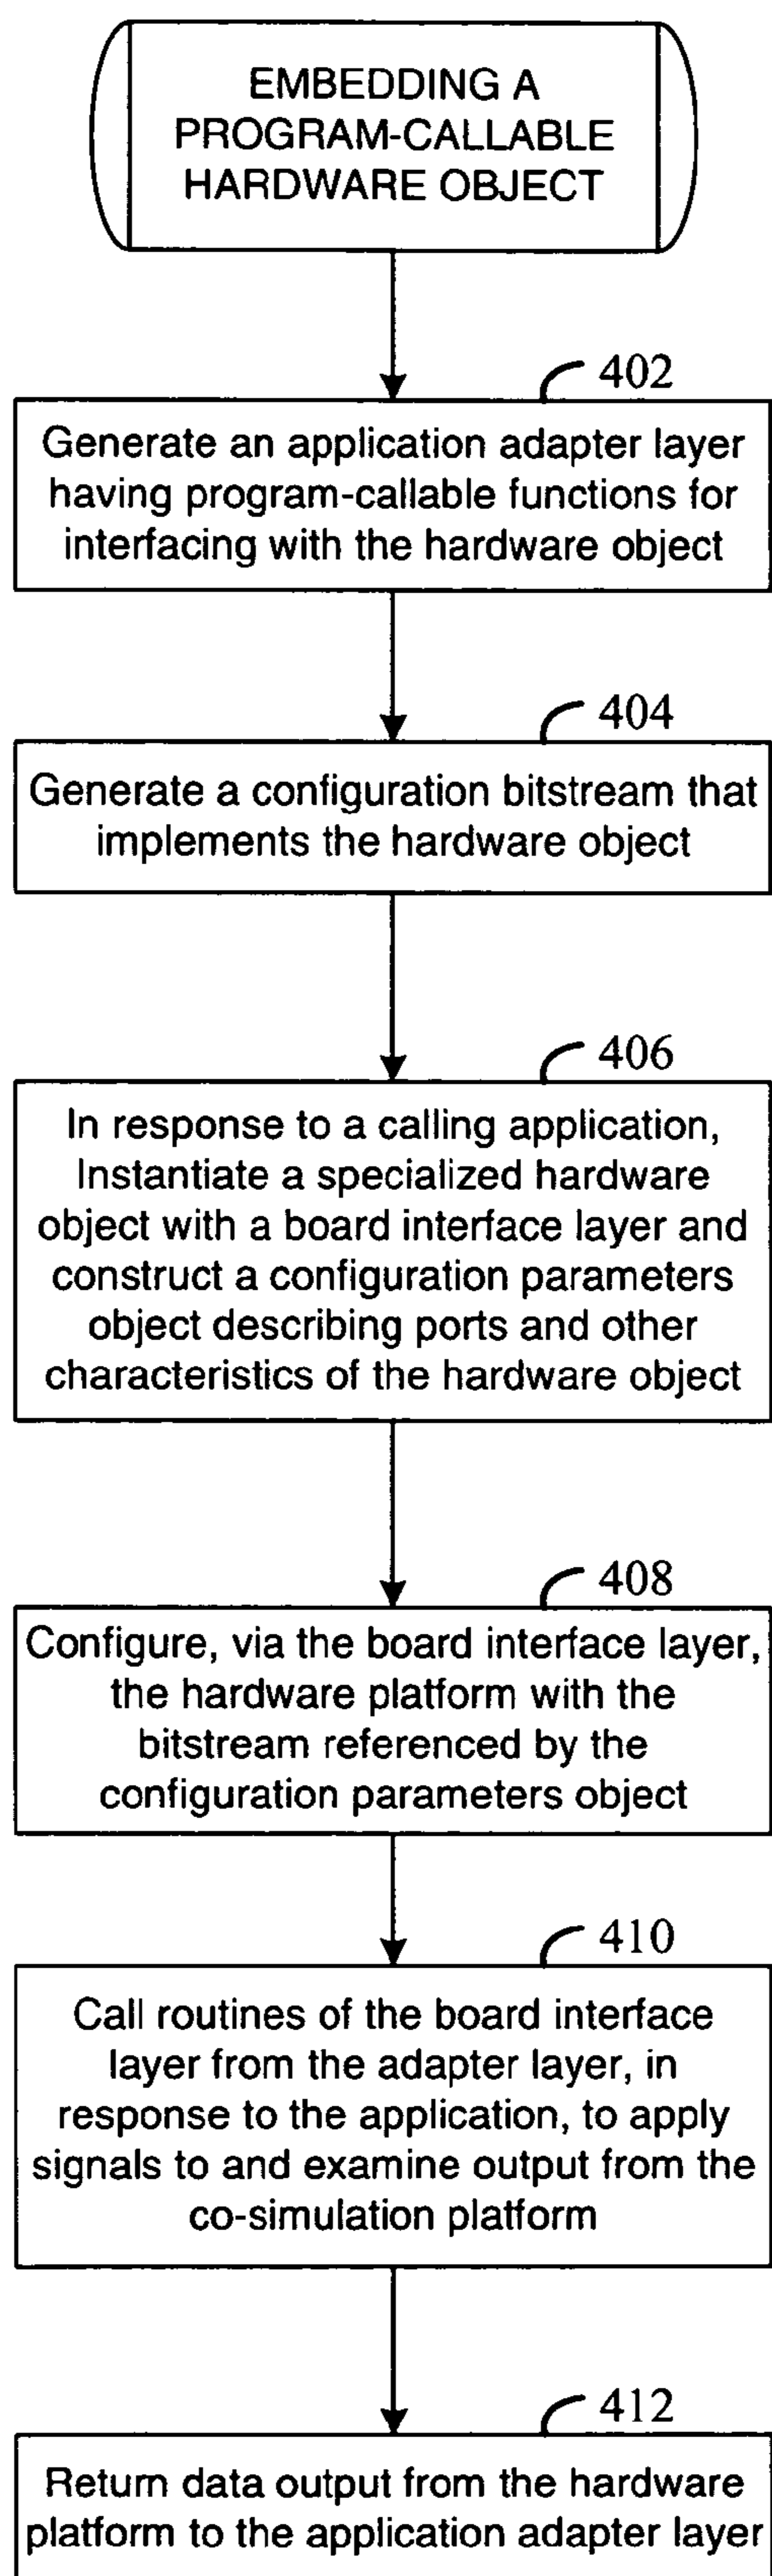 EMBEDDING A
PROGRAM-CALLABLE
HARDWARE OBJECT
402
Generate an application adapter layer
having program-callable functions for
interfacing with the hardware object
404
Generate a configuration bitstream that
implements the hardware object
406
In response to a calling application,
Instantiate a specialized hardware
object with a board interface layer and
construct a configuration parameters
object describing ports and other
characteristics of the hardware object
408
Configure, via the board interface layer,
the hardware platform with the
bitstream referenced by the
configuration parameters object
410
Call routines of the board interface
layer from the adapter layer, in
response to the application, to apply
signals to and examine output from the
co-simulation platform
412
Return data output from the hardware
platform to the application adapter layer